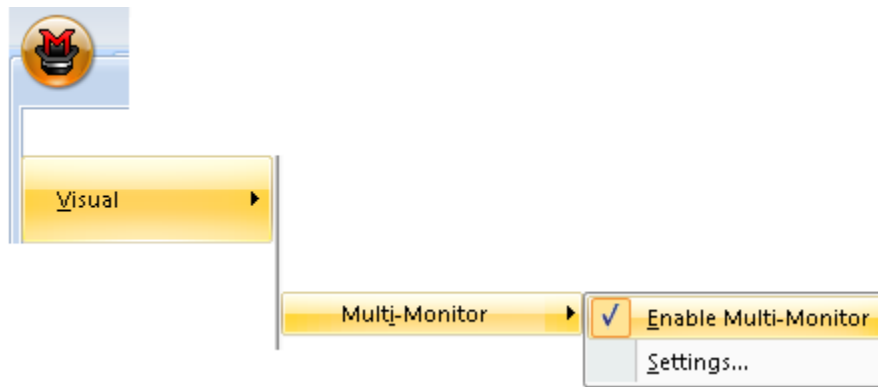 M
Visual
Multi-Monitor
Enable Multi-Monitor
Settings...